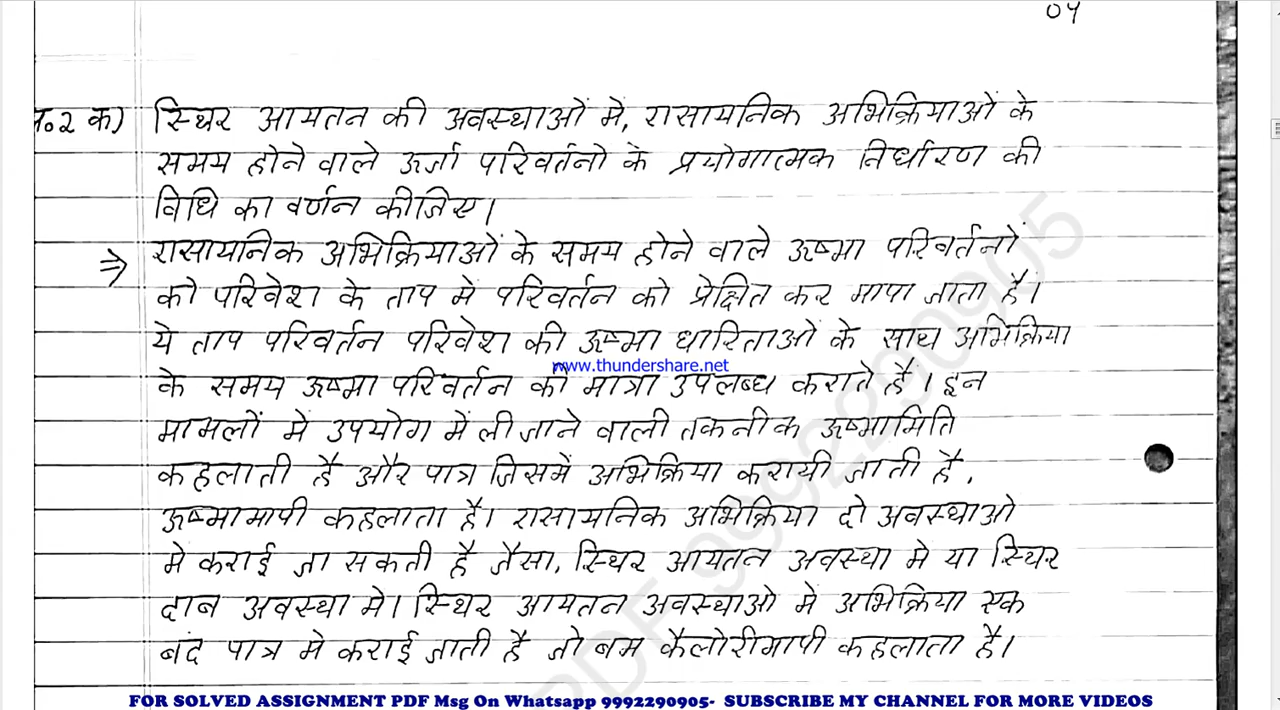 04
न०२ क) स्थिर आयतन की अवस्थाओं मे, रासायनिक अभिक्रियाओं के
समय होने वाले ऊर्जा परिवर्तनो के प्रयोगात्मक निर्धारण की
विधि का वर्णन कीजिए।
⇒ रासायनिक अभिक्रियाओं के समय होने वाले ऊष्मा परिवर्तनों
को परिवेश के ताप मे परिवर्तन को प्रेक्षित कर मापा जाता है।
ये ताप परिवर्तन परिवेश की ऊष्मा धारिताओं के साथ अभिक्रिया
www.thundershare.net
के समय ऊष्मा परिवर्तन की मात्रा उपलब्ध कराते है। इन
मामलों में उपयोग में ली जाने वाली तकनीक ऊष्मामिति
कहलाती है और पात्र जिसमें अभिक्रिया करायी जाती है,
ऊष्मामापी कहलाता है। रासायनिक अभिक्रिया दो अवस्थाओ
मे कराई जा सकती है जैसा, स्थिर आयतन अवस्था मे या स्थिर
दाब अवस्था मे। स्थिर आयतन अवस्थाओ मे अभिक्रिया एक
बंद पात्र मे कराई जाती है जो बम कैलोरीमापी कहलाता है।
PDF 9992290905
FOR SOLVED ASSIGNMENT PDF Msg On Whatsapp 9992290905- SUBSCRIBE MY CHANNEL FOR MORE VIDEOS